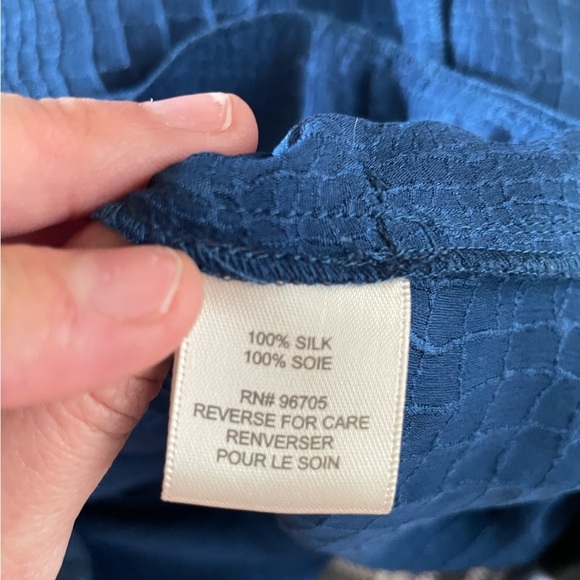 100% SILK
100% SOIE
RN# 96705
REVERSE FOR CARE
RENVERSER
POUR LE SOIN